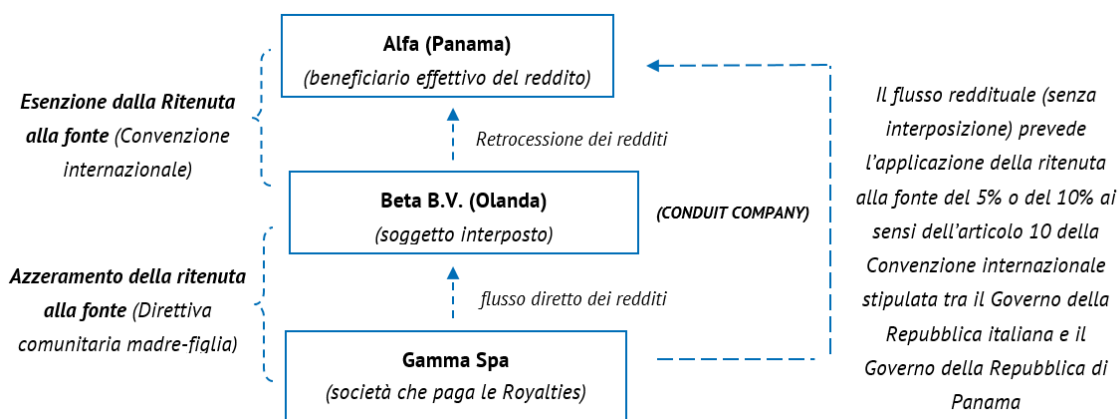 Alfa (Panama)
(beneficiario effettivo del reddito)
Esenzione dalla Ritenuta
alla fonte (Convenzione
internazionale)
Retrocessione dei redditi
Beta B.V. (Olanda)
(soggetto interposto)
(CONDUIT COMPANY)
Azzeramento della ritenuta
alla fonte (Direttiva
comunitaria madre-figlia)
flusso diretto dei redditi
Gamma Spa
(società che paga le Royalties)
Il flusso reddituale (senza
interposizione) prevede
l’applicazione della ritenuta
alla fonte del 5% o del 10% ai
sensi dell’articolo 10 della
Convenzione internazionale
stipulata tra il Governo della
Repubblica italiana e il
Governo della Repubblica di
Panama